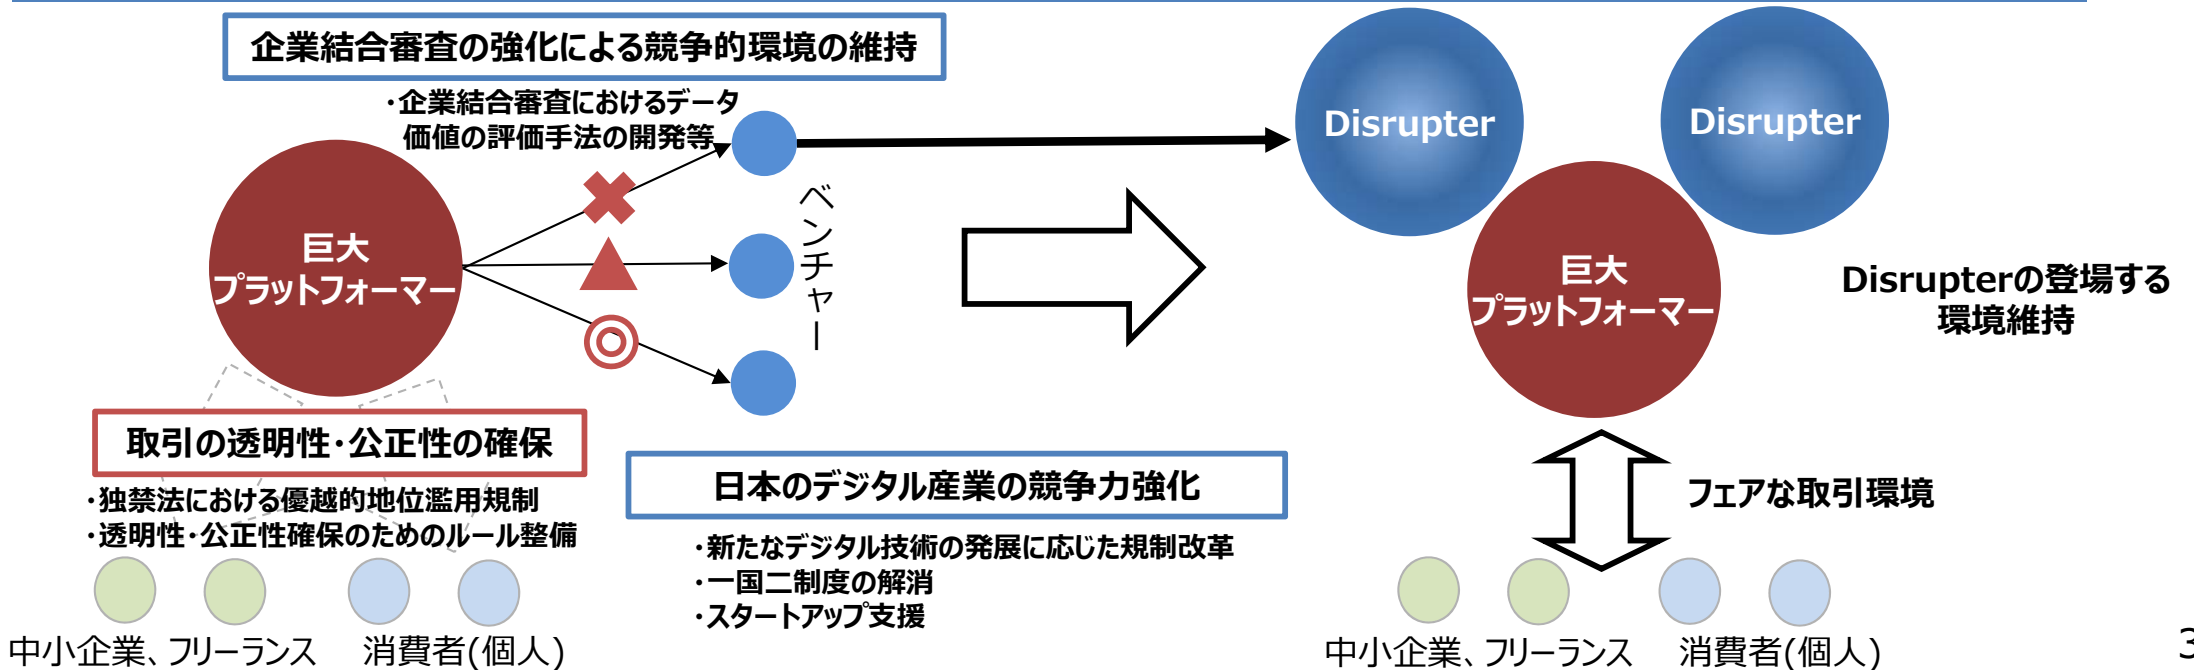 企業結合審査の強化による競争的環境の維持
・企業結合審査におけるデータ
価値の評価手法の開発等
巨大
プラットフォーマー
ベンチャー
取引の透明性・公正性の確保
・独禁法における優越的地位濫用規制
・透明性・公正性確保のためのルール整備
中小企業、フリーランス
消費者(個人)
日本のデジタル産業の競争力強化
・新たなデジタル技術の発展に応じた規制改革
・一国二制度の解消
・スタートアップ支援
Disrupter
Disrupter
巨大
プラットフォーマー
Disrupterの登場する
環境維持
フェアな取引環境
中小企業、フリーランス
消費者(個人)
3